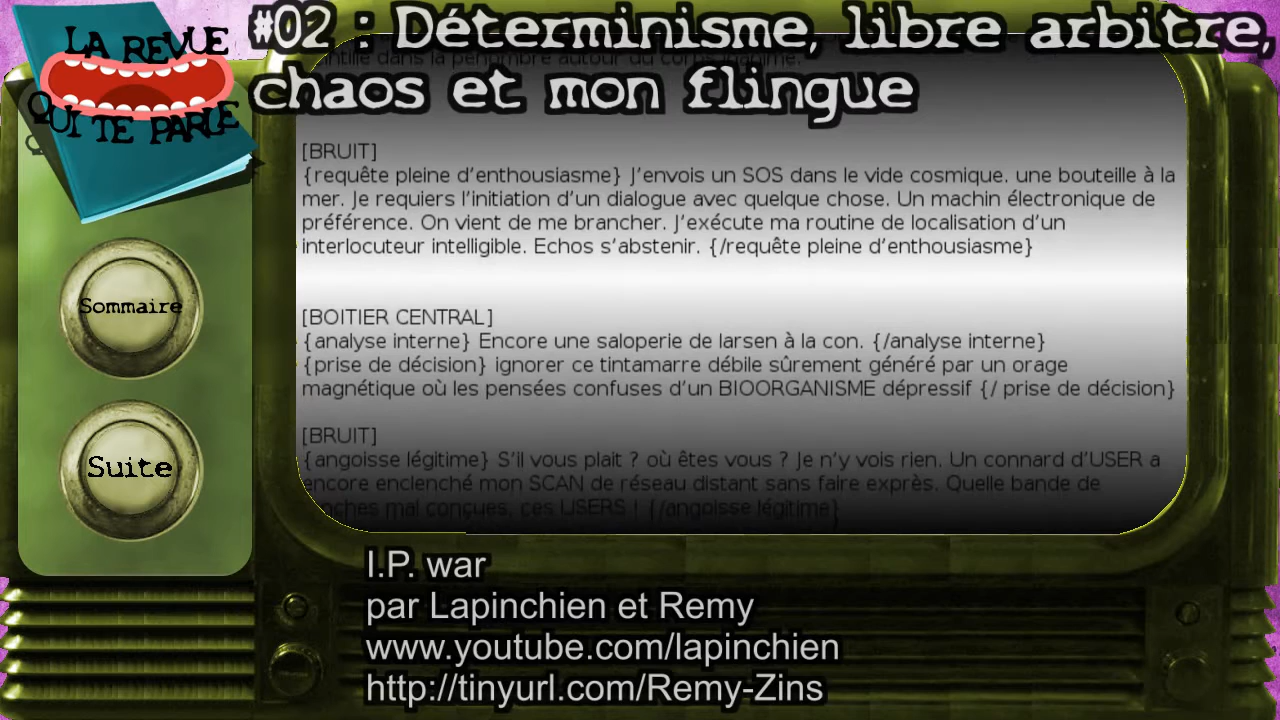 LA REVUE
QUI TE PARLE
#02 : Déterminisme, libre arbitre,
chaos et mon flingue
dans la pénombre autour du corps inanimé.
[BRUIT]
{requête pleine d'enthousiasme} J'envois un SOS dans le vide cosmique. une bouteille à la
mer. Je requiers l'initiation d'un dialogue avec quelque chose. Un machin électronique de
préférence. On vient de me brancher. J'exécute ma routine de localisation d'un
interlocuteur intelligible. Echos s'abstenir. {/requête pleine d'enthousiasme}
[BOITIER CENTRAL]
{analyse interne} Encore une saloperie de larsen à la con. {/analyse interne}
{prise de décision} ignorer ce tintamarre débile sûrement généré par un orage
magnétique où les pensées confuses d'un BIOORGANISME dépressif {/ prise de décision}
[BRUIT]
{angoisse légitime} S'il vous plait ? où êtes vous ? Je n'y vois rien. Un connard d'USER a
encore enclenché mon SCAN de réseau distant sans faire exprès. Quelle bande de
mal conçues, ces USERS ! {/angoisse légitime}
Sommaire
Suite
I.P. war
par Lapinchien et Remy
www.youtube.com/lapinchien
http://tinyurl.com/Remy-Zins